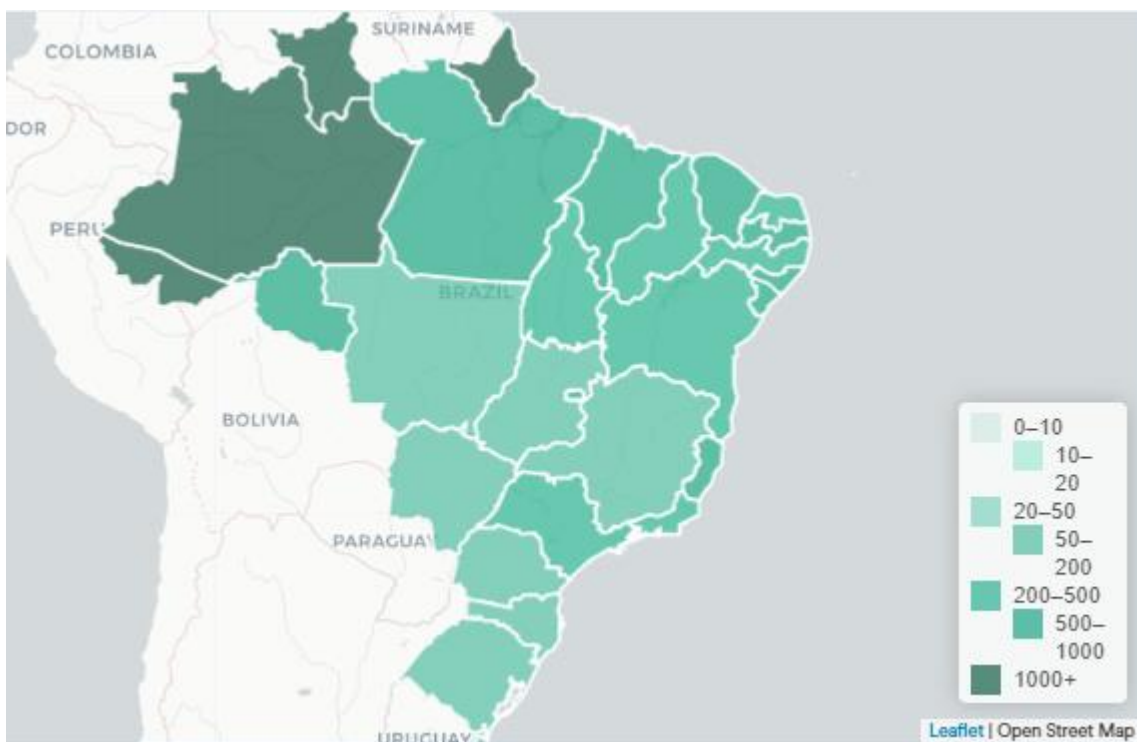 SURINAME
COLOMBIA
DOR
PERU
BRAZIL
BOLIVIA
PARAGUAY
URUGUAY
0–10
10–
20
20–50
50–
200
200–500
500–
1000
1000+
Leaflet | Open Street Map